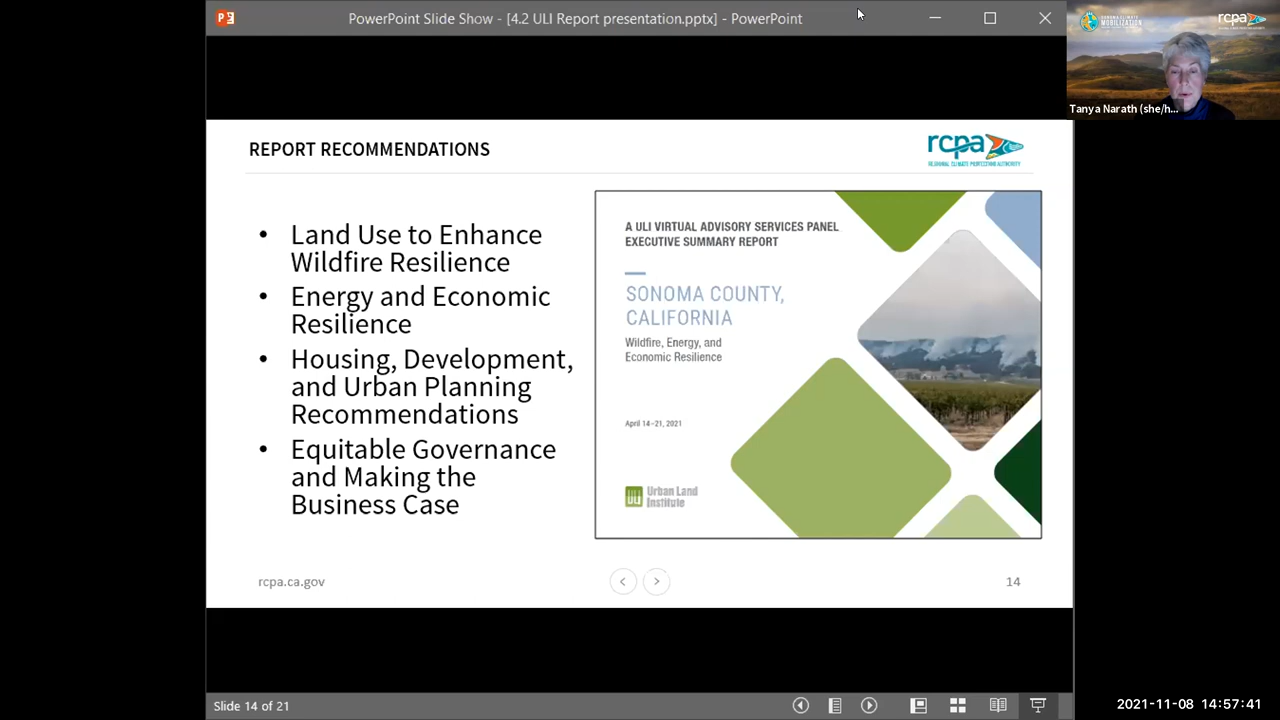 PowerPoint Slide Show - [4.2 ULI Report presentation.pptx] - PowerPoint
SONOMA CLIMATE
MOBILIZATION
rcpa
Tanya Narath (she/h...
REPORT RECOMMENDATIONS
rcpa
REGIONAL CLIMATE PROTECTION AUTHORITY
• Land Use to Enhance
Wildfire Resilience
• Energy and Economic
Resilience
• Housing, Development,
and Urban Planning
Recommendations
• Equitable Governance
and Making the
Business Case
A ULI VIRTUAL ADVISORY SERVICES PANEL
EXECUTIVE SUMMARY REPORT
SONOMA COUNTY,
CALIFORNIA
Wildfire, Energy, and
Economic Resilience
April 14–21, 2021
ULI
Urban Land
Institute
rcpa.ca.gov
14
Slide 14 of 21
2021-11-08 14:57:41